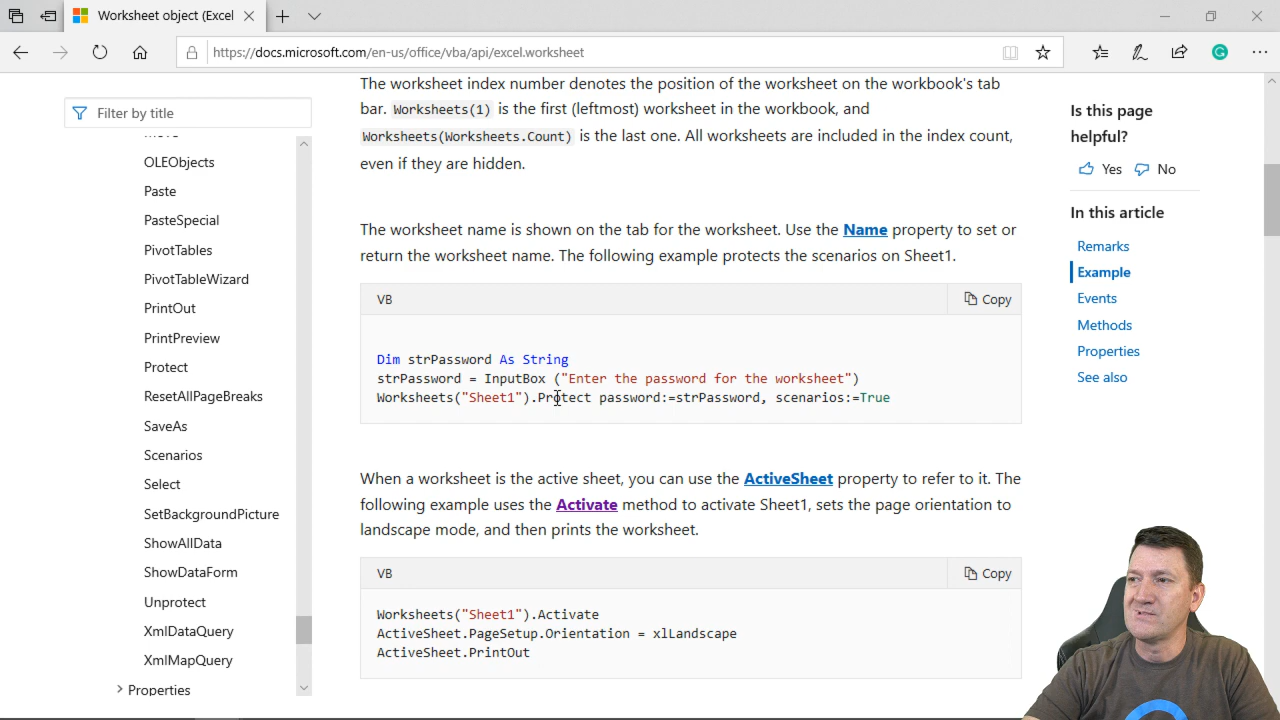 Worksheet object (Excel
https://docs.microsoft.com/en-us/office/vba/api/excel.worksheet
Filter by title
OLEObjects
Paste
PasteSpecial
PivotTables
PivotTableWizard
PrintOut
PrintPreview
Protect
ResetAllPageBreaks
SaveAs
Scenarios
Select
SetBackgroundPicture
ShowAllData
ShowDataForm
Unprotect
XmlDataQuery
XmlMapQuery
Properties
The worksheet index number denotes the position of the worksheet on the workbook's tab
bar. Worksheets(1) is the first (leftmost) worksheet in the workbook, and
Worksheets(Worksheets.Count) is the last one. All worksheets are included in the index count,
even if they are hidden.
The worksheet name is shown on the tab for the worksheet. Use the Name property to set or
return the worksheet name. The following example protects the scenarios on Sheet1.
VB
Copy
Dim strPassword As String
strPassword = InputBox ("Enter the password for the worksheet")
Worksheets("Sheet1").Protect password:=strPassword, scenarios:=True
When a worksheet is the active sheet, you can use the ActiveSheet property to refer to it. The
following example uses the Activate method to activate Sheet1, sets the page orientation to
landscape mode, and then prints the worksheet.
VB
Copy
Worksheets("Sheet1").Activate
ActiveSheet.PageSetup.Orientation = xlLandscape
ActiveSheet.PrintOut
Is this page
helpful?
Yes No
In this article
Remarks
Example
Events
Methods
Properties
See also